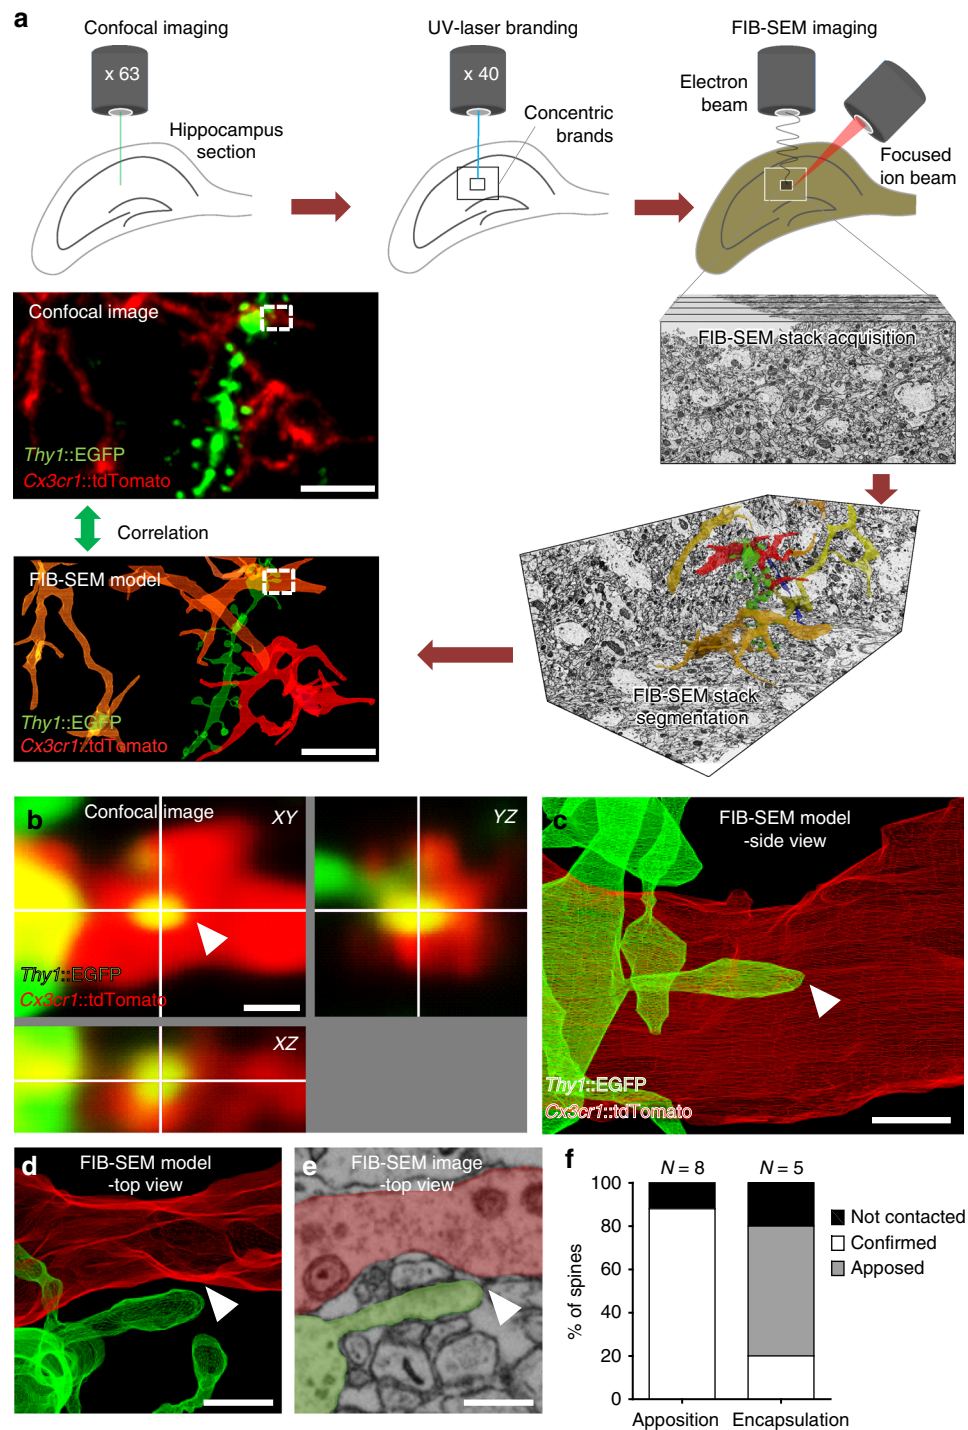 a
Confocal imaging
UV-laser branding
FIB-SEM imaging
x 63
x 40
Electron
beam
Hippocampus
section
Concentric
brands
Focused
ion beam
Confocal image
Thy1::EGFP
Cx3cr1::tdTomato
FIB-SEM stack acquisition
Correlation
FIB-SEM model
Thy1::EGFP
Cx3cr1::tdTomato
FIB-SEM stack
segmentation
b
Confocal image
XY
YZ
Thy1::EGFP
Cx3cr1::tdTomato
XZ
c
FIB-SEM model
-side view
Thy1::EGFP
Cx3cr1::tdTomato
d
FIB-SEM model
-top view
e
FIB-SEM image
-top view
f
N = 8
N = 5
100
80
60
40
20
0
% of spines
Apposition
Encapsulation
Not contacted
Confirmed
Apposed